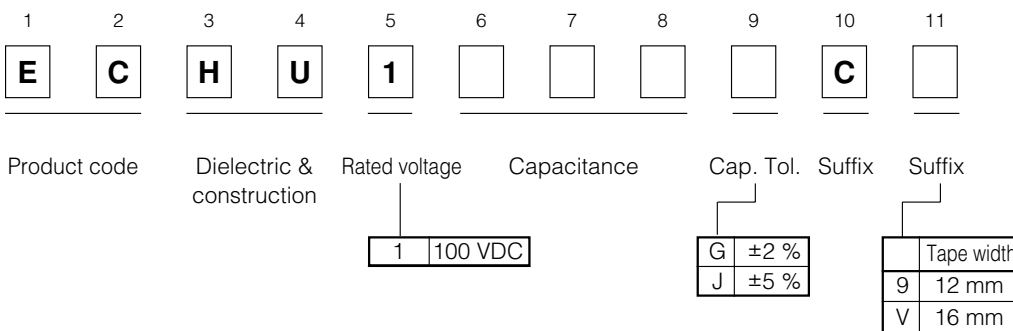 1 2 3 4 5 6 7 8 9 10 11
E C H U 1 C
Product code Dielectric & Rated voltage Capacitance Cap. Tol. Suffix Suffix
construction
1 100 VDC G ±2 % Tape width
J ±5 % 9 12 mm
V 16 mm